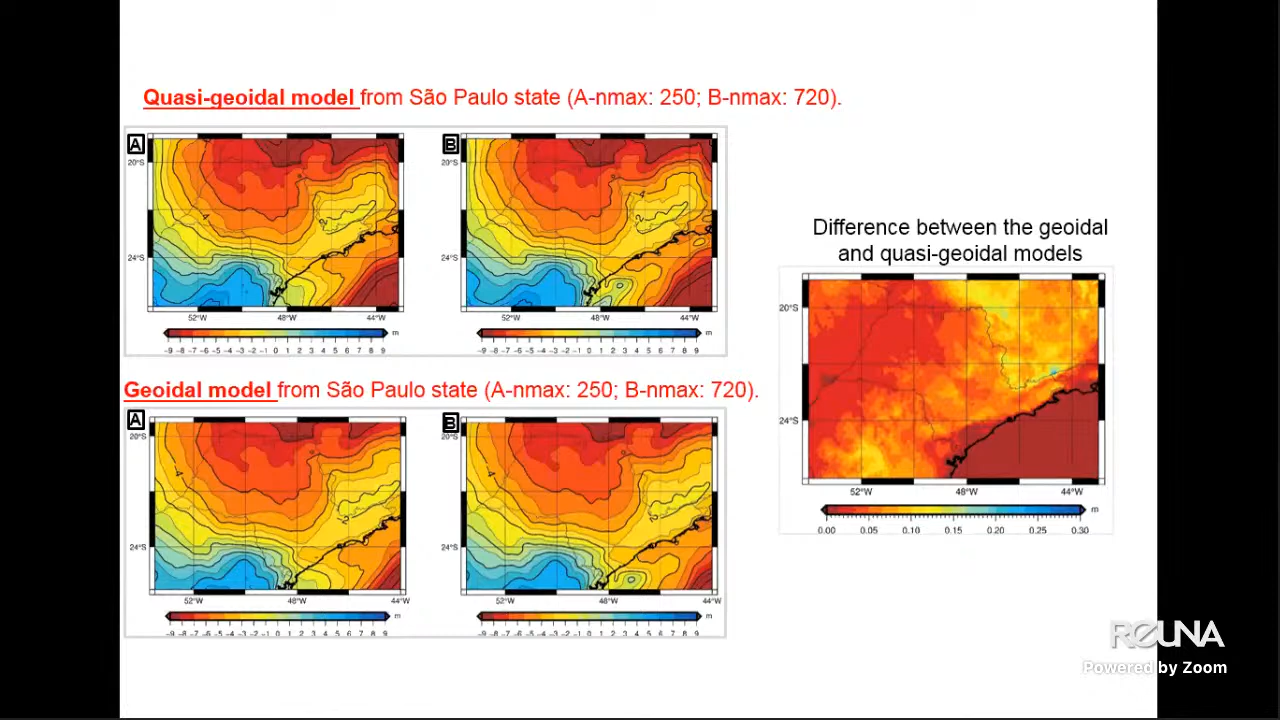 Quasi-geoidal model from São Paulo state (A-nmax: 250; B-nmax: 720).
A
B
20°S
20°S
24°S
24°S
52°W 48°W 44°W
52°W 48°W 44°W
m
m
-9 -8 -7 -6 -5 -4 -3 -2 -1 0 1 2 3 4 5 6 7 8 9
-9 -8 -7 -6 -5 -4 -3 -2 -1 0 1 2 3 4 5 6 7 8 9
Difference between the geoidal
and quasi-geoidal models
20°S
24°S
52°W 48°W 44°W
m
0.00 0.05 0.10 0.15 0.20 0.25 0.30
Geoidal model from São Paulo state (A-nmax: 250; B-nmax: 720).
A
B
20°S
20°S
24°S
24°S
52°W 48°W 44°W
52°W 48°W 44°W
m
m
-9 -8 -7 -6 -5 -4 -3 -2 -1 0 1 2 3 4 5 6 7 8 9
-9 -8 -7 -6 -5 -4 -3 -2 -1 0 1 2 3 4 5 6 7 8 9
REUNA
Powered by Zoom